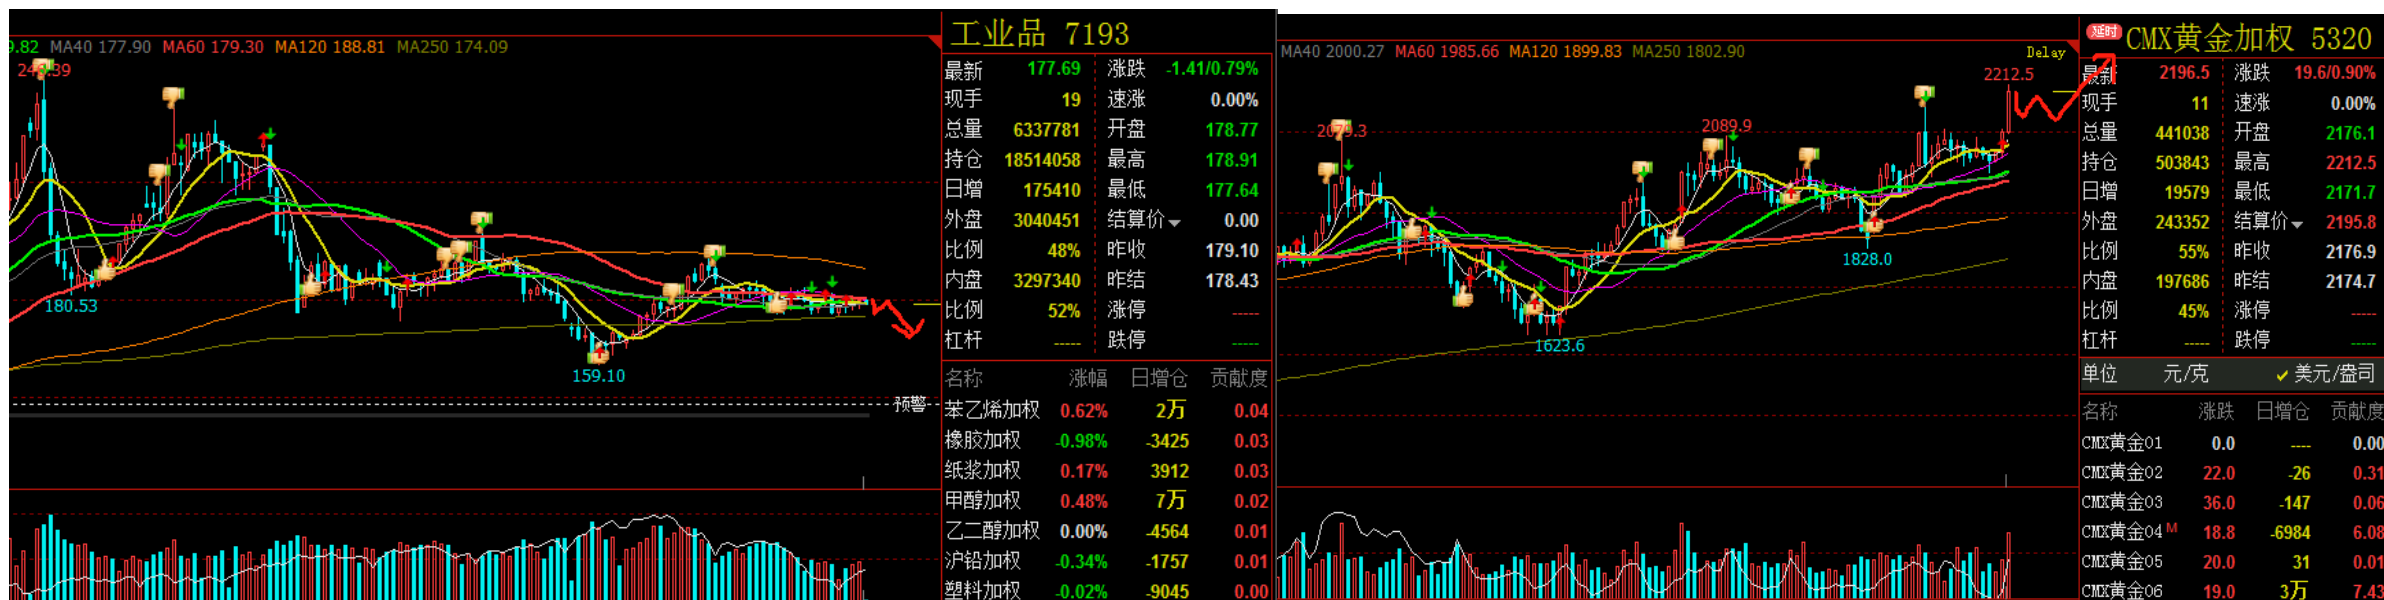 9.82 MA40 177.90 MA60 179.30 MA120 188.81 MA250 174.09
180.53
159.10
预警
工业品 7193
最新 177.69 涨跌 -1.41/0.79%
现手 19 速涨 0.00%
总量 6337781 开盘 178.77
持仓 18514058 最高 178.91
日增 175410 最低 177.64
外盘 3040451 结算价 0.00
比例 48% 昨收 179.10
内盘 3297340 昨结 178.43
比例 52% 涨停 -----
杠杆 ----- 跌停 -----
名称 涨幅 日增仓 贡献度
苯乙烯加权 0.62% 2万 0.04
橡胶加权 -0.98% -3425 0.03
纸浆加权 0.17% 3912 0.03
甲醇加权 0.48% 7万 0.02
乙二醇加权 0.00% -4564 0.01
沪铅加权 -0.34% -1757 0.01
塑料加权 -0.02% -9045 0.00
MA40 2000.27 MA60 1985.66 MA120 1899.83 MA250 1802.90
Delay
2212.5
2089.9
1828.0
1623.6
延时 CMX黄金加权 5320
最新 2196.5 涨跌 19.6/0.90%
现手 11 速涨 0.00%
总量 441038 开盘 2176.1
持仓 503843 最高 2212.5
日增 19579 最低 2171.7
外盘 243352 结算价 2195.8
比例 55% 昨收 2176.9
内盘 197686 昨结 2174.7
比例 45% 涨停 -----
杠杆 ----- 跌停 -----
单位 元/克 ✓ 美元/盎司
名称 涨跌 日增仓 贡献度
CMX黄金01 0.0 ---- 0.00
CMX黄金02 22.0 -26 0.31
CMX黄金03 36.0 -147 0.06
CMX黄金04 M 18.8 -6984 6.08
CMX黄金05 20.0 31 0.01
CMX黄金06 19.0 3万 7.43